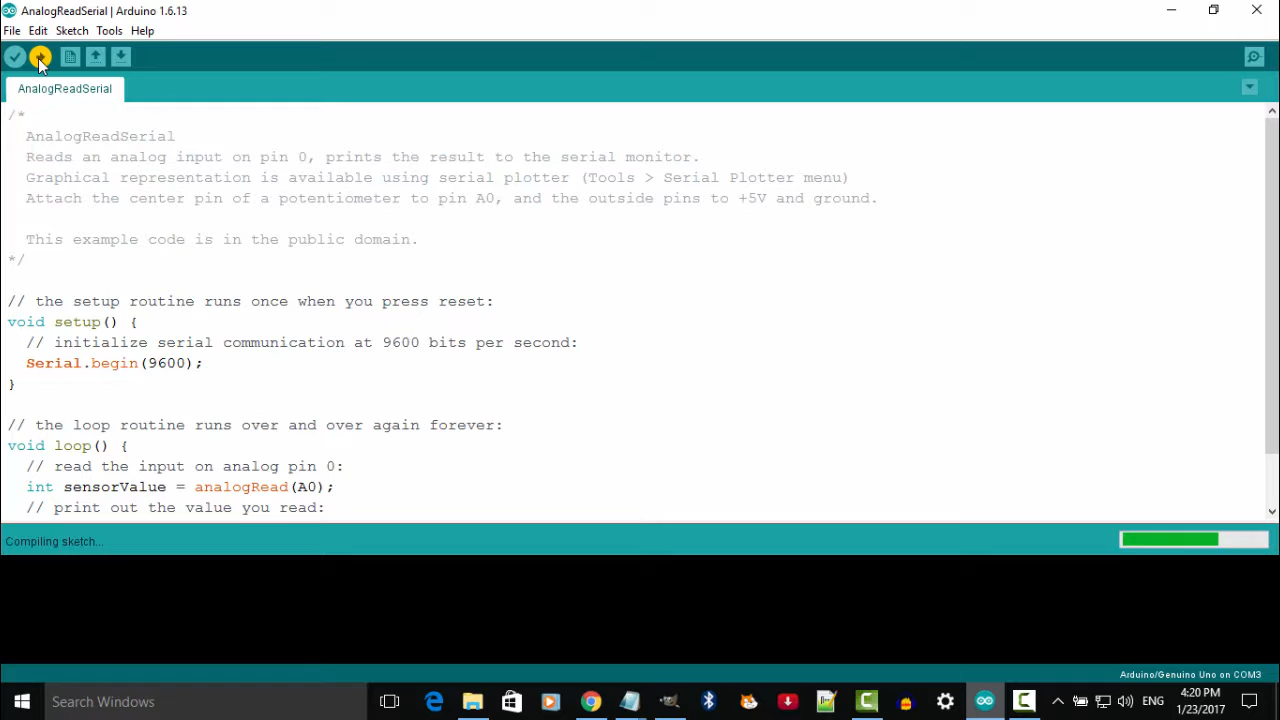 AnalogReadSerial | Arduino 1.6.13
File Edit Sketch Tools Help
AnalogReadSerial
/*
AnalogReadSerial
Reads an analog input on pin 0, prints the result to the serial monitor.
Graphical representation is available using serial plotter (Tools > Serial Plotter menu)
Attach the center pin of a potentiometer to pin A0, and the outside pins to +5V and ground.
This example code is in the public domain.
*/
// the setup routine runs once when you press reset:
void setup() {
// initialize serial communication at 9600 bits per second:
Serial.begin(9600);
}
// the loop routine runs over and over again forever:
void loop() {
// read the input on analog pin 0:
int sensorValue = analogRead(A0);
// print out the value you read:
Compiling sketch...
Arduino/Genuino Uno on COM3
Search Windows
ENG
4:20 PM
1/23/2017